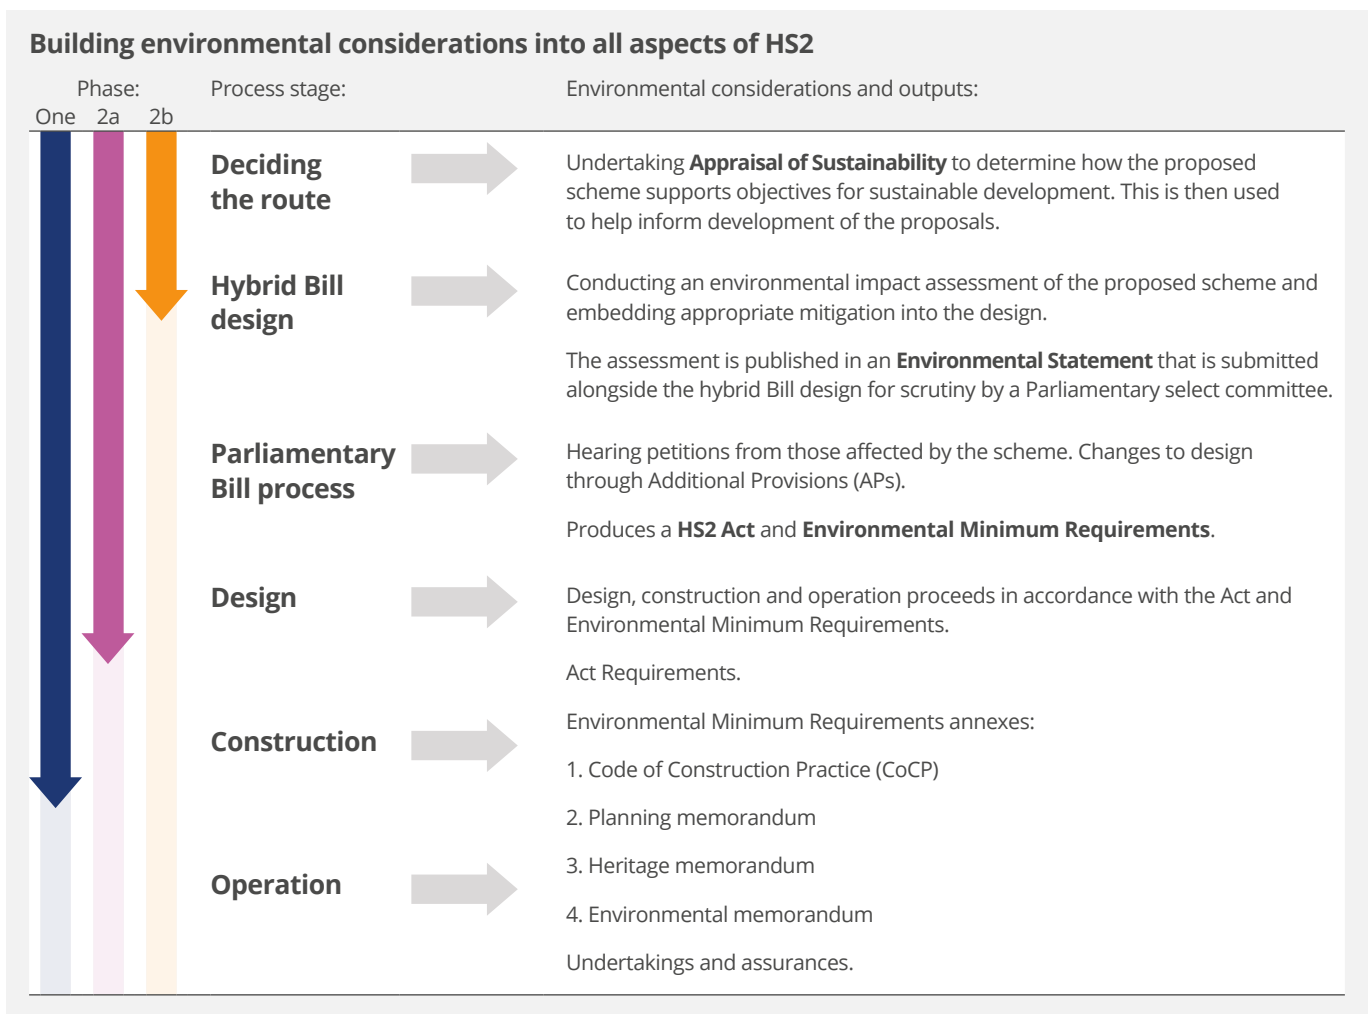 Building environmental considerations into all aspects of HS2
Phase:
Process stage:
Environmental considerations and outputs:
One 2a 2b
Deciding
the route
Undertaking Appraisal of Sustainability to determine how the proposed
scheme supports objectives for sustainable development. This is then used
to help inform development of the proposals.
Hybrid Bill
design
Conducting an environmental impact assessment of the proposed scheme and
embedding appropriate mitigation into the design.
The assessment is published in an Environmental Statement that is submitted
alongside the hybrid Bill design for scrutiny by a Parliamentary select committee.
Parliamentary
Bill process
Hearing petitions from those affected by the scheme. Changes to design
through Additional Provisions (APs).
Produces a HS2 Act and Environmental Minimum Requirements.
Design
Design, construction and operation proceeds in accordance with the Act and
Environmental Minimum Requirements.
Act Requirements.
Construction
Environmental Minimum Requirements annexes:
1. Code of Construction Practice (CoCP)
2. Planning memorandum
Operation
3. Heritage memorandum
4. Environmental memorandum
Undertakings and assurances.